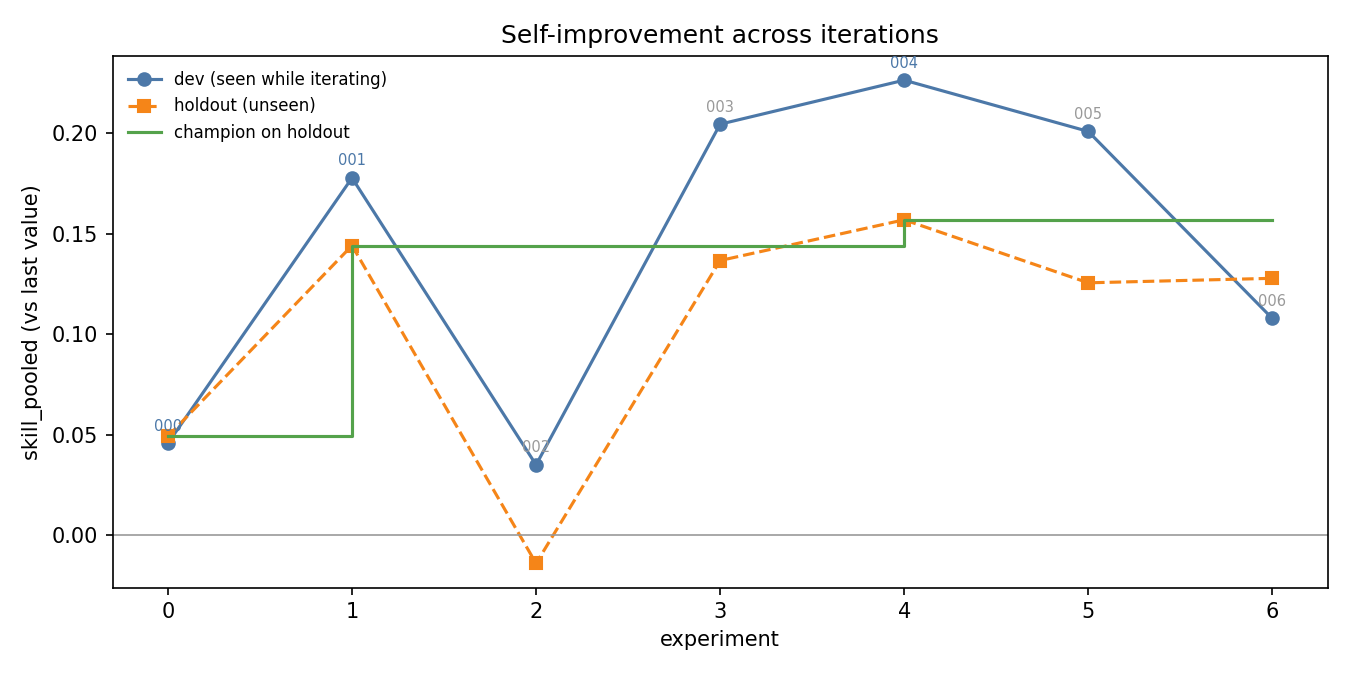 Self-improvement across iterations
dev (seen while iterating)
holdout (unseen)
champion on holdout
skill_pooled (vs last value)
0.20
0.15
0.10
0.05
0.00
000
001
002
003
004
005
006
0 1 2 3 4 5 6
experiment